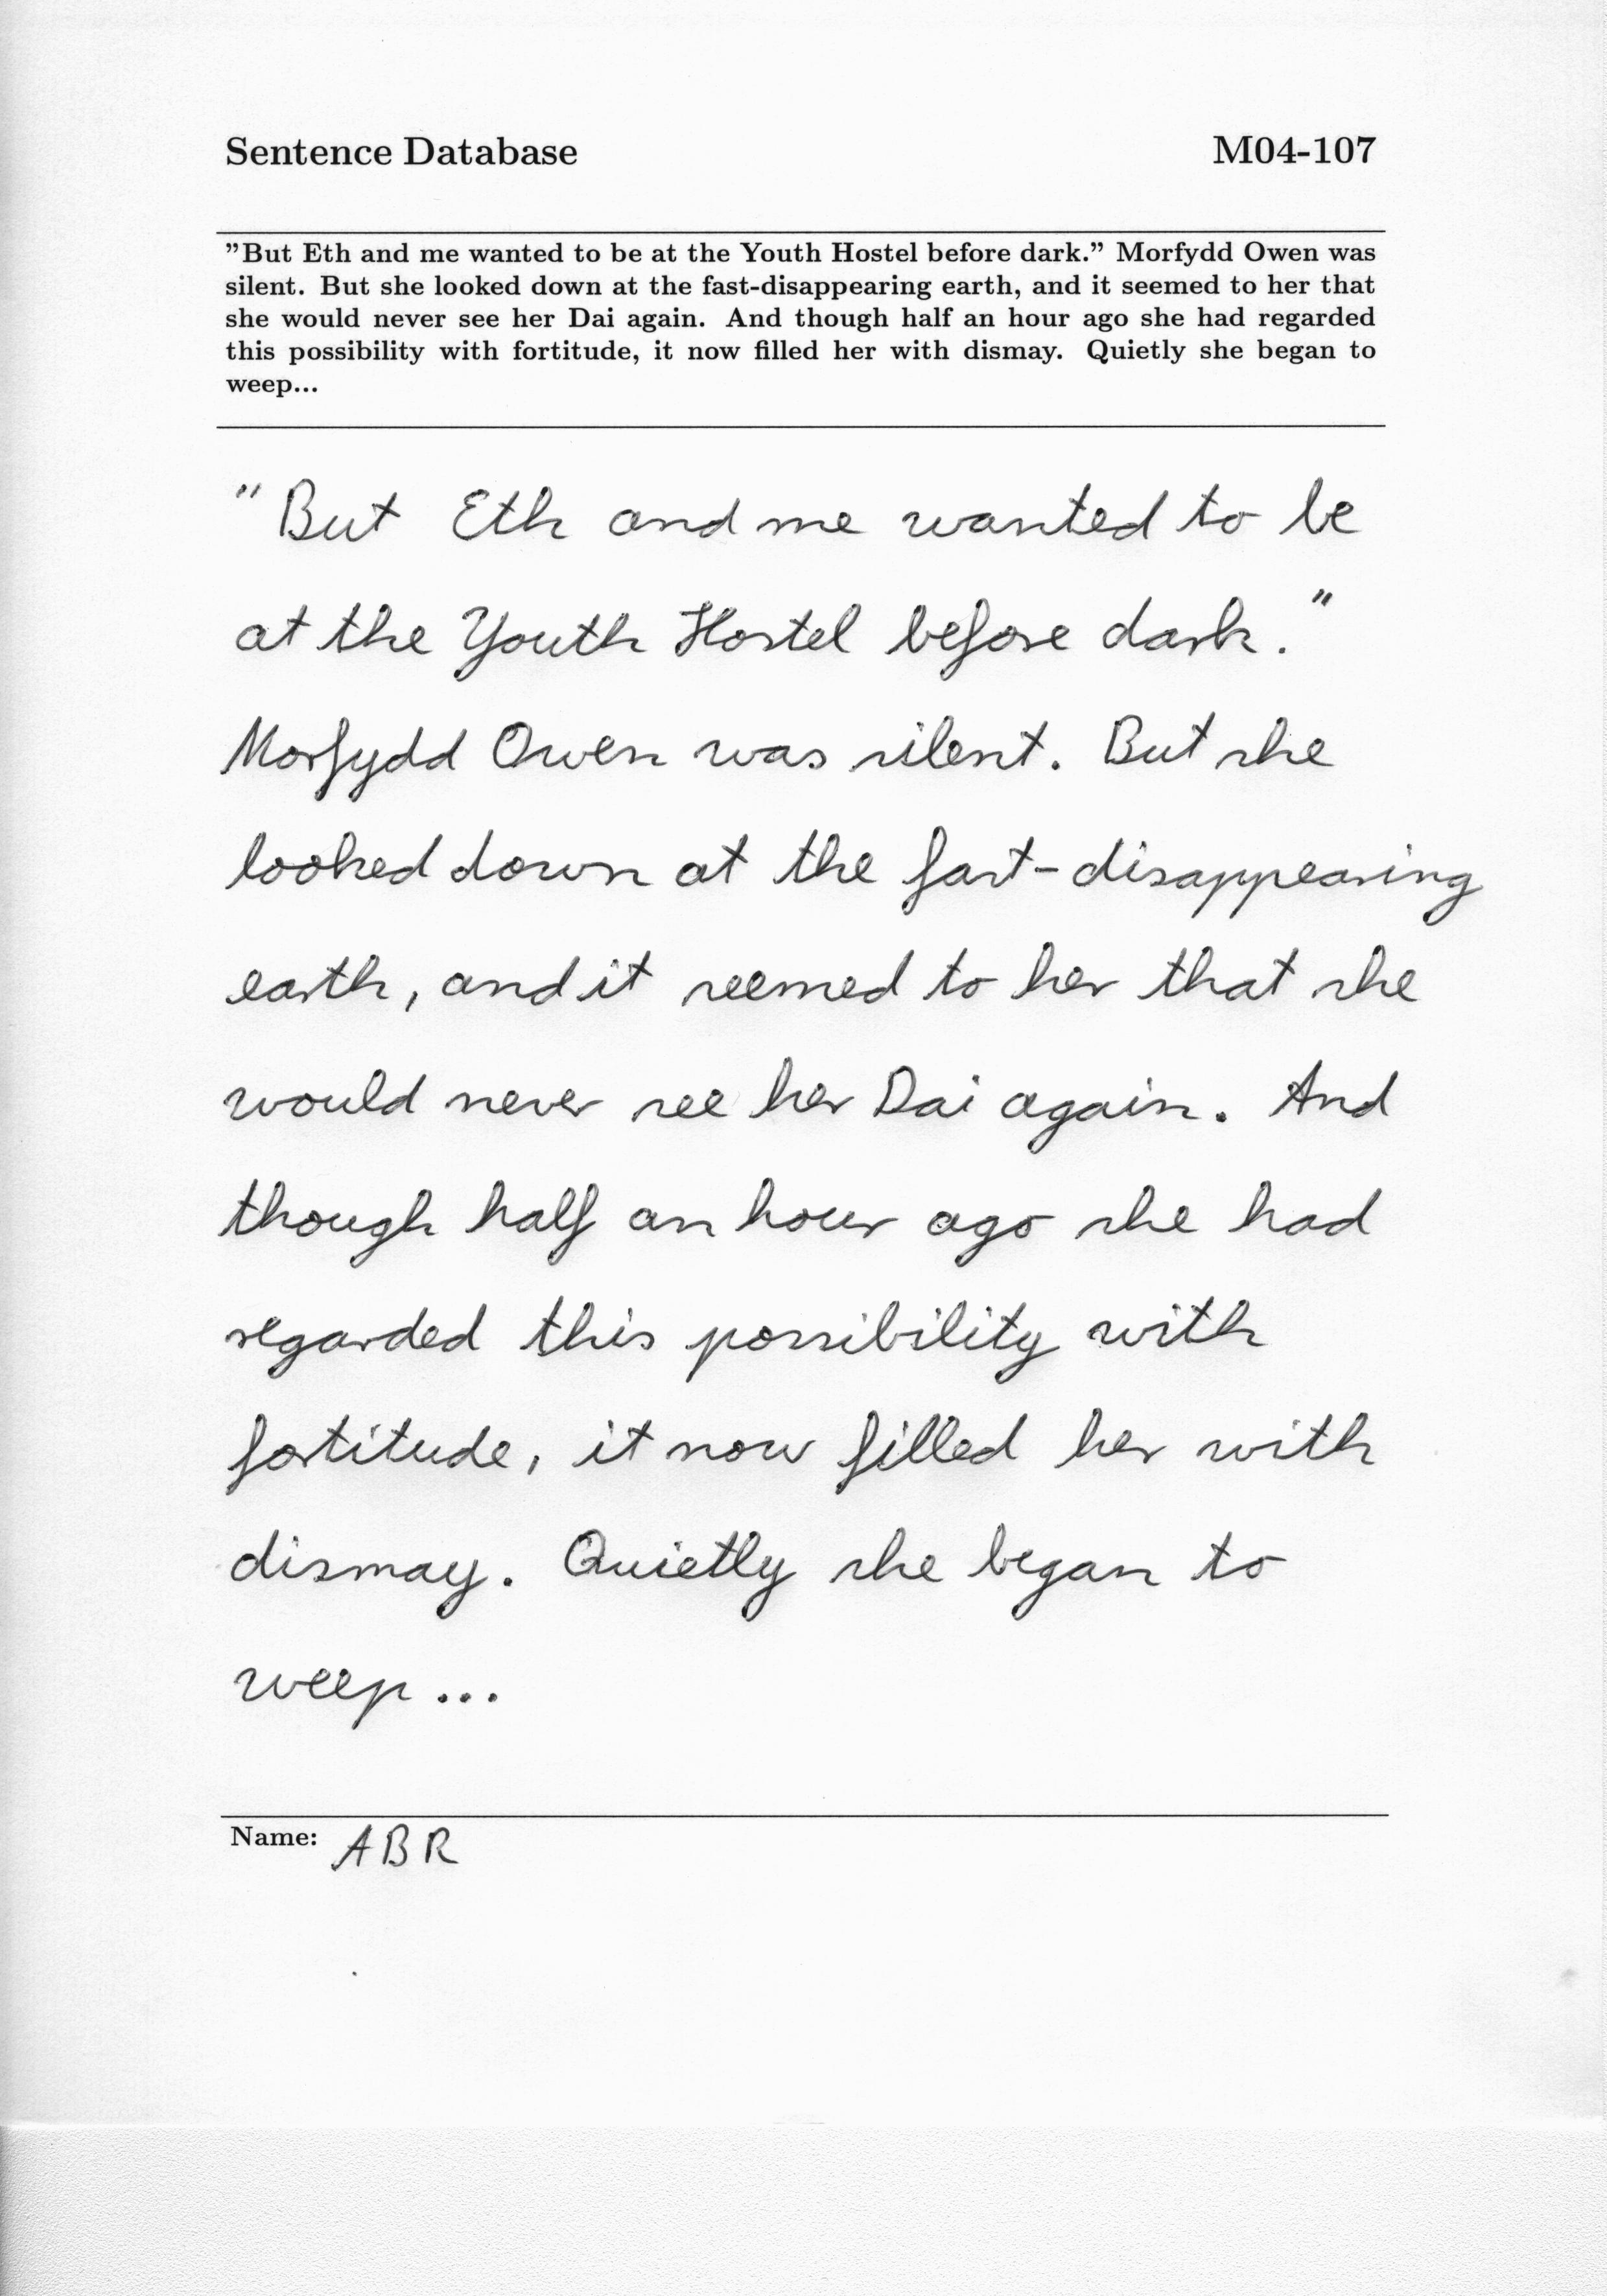 Sentence Database M04-107
”But Eth and me wanted to be at the Youth Hostel before dark.” Morfydd Owen was
silent. But she looked down at the fast-disappearing earth, and it seemed to her that
she would never see her Dai again. And though half an hour ago she had regarded
this possibility with fortitude, it now filled her with dismay. Quietly she began to
weep...
"But Eth and me wanted to be
at the Youth Hostel before dark."
Morfydd Owen was silent. But she
looked down at the fast-disappearing
earth, and it seemed to her that she
would never see her Dai again. And
though half an hour ago she had
regarded this possibility with
fortitude, it now filled her with
dismay. Quietly she began to
weep...
Name: ABR